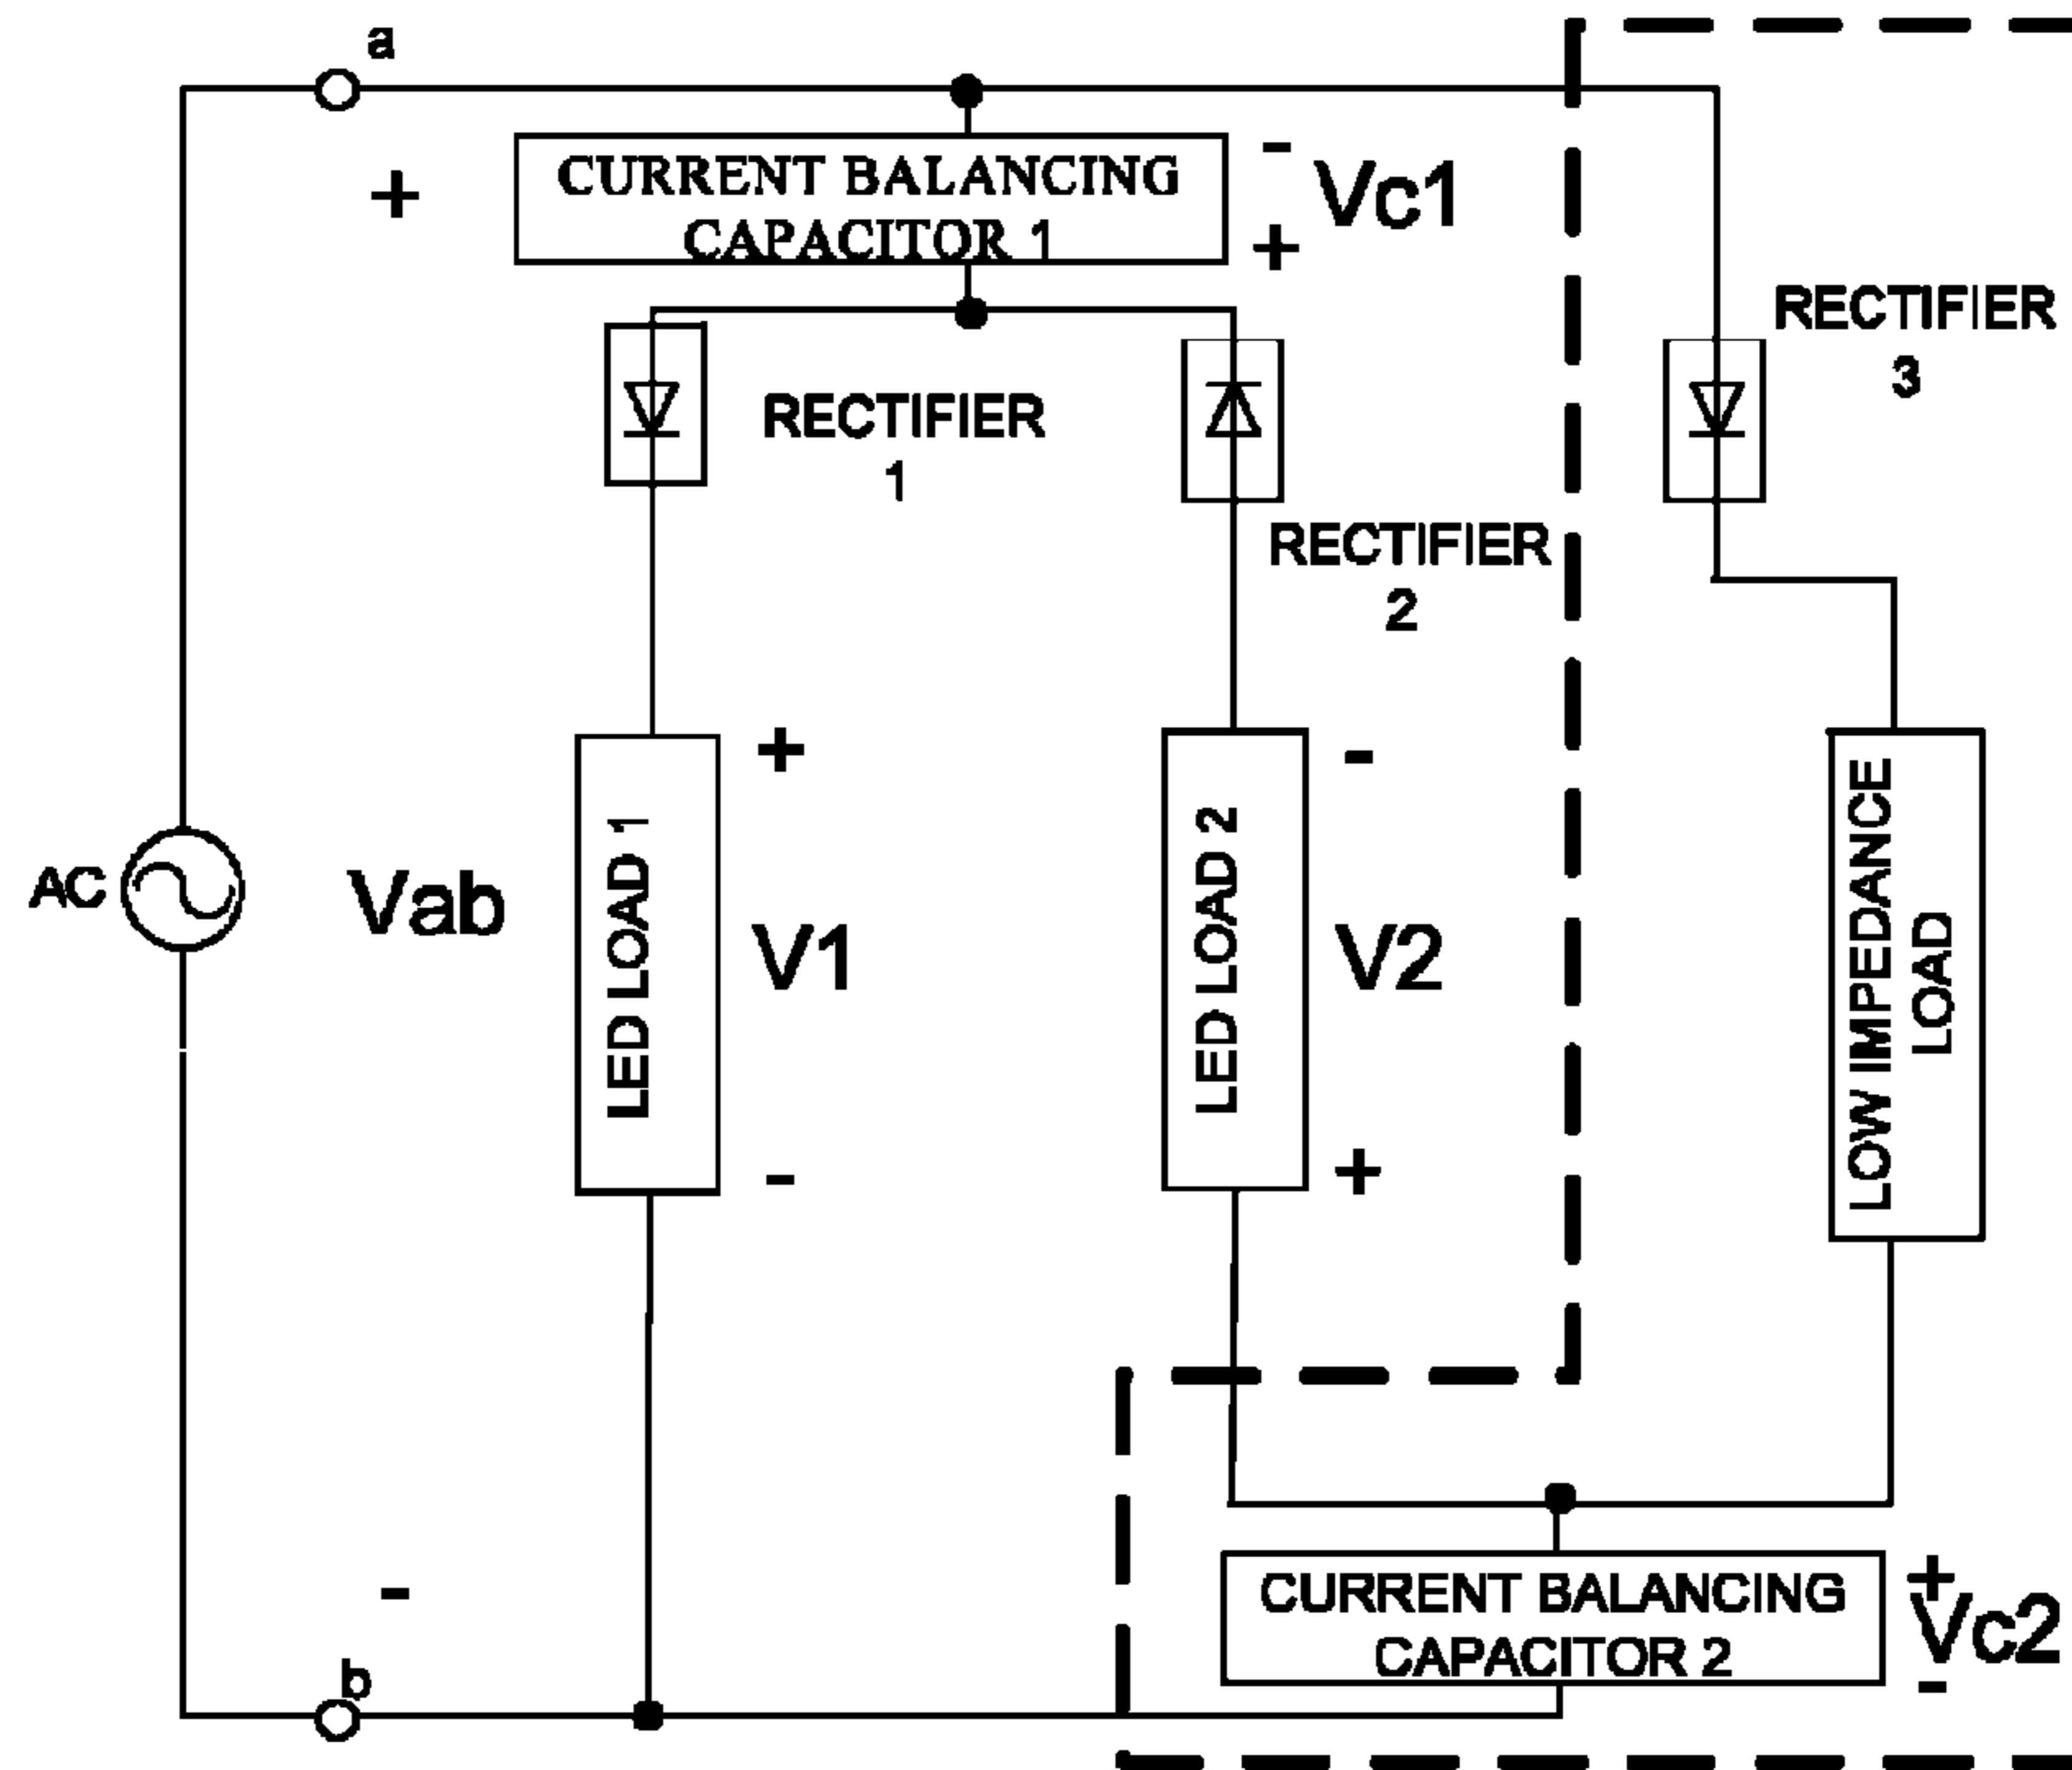 a
+
CURRENT BALANCING
CAPACITOR 1
-
Vc1
+
RECTIFIER
1
RECTIFIER
2
RECTIFIER
3
AC
Vab
+
LED LOAD 1
V1
-
-
LED LOAD 2
V2
+
LOW IMPEDANCE
LOAD
-
b
CURRENT BALANCING
CAPACITOR 2
+
Vc2
-